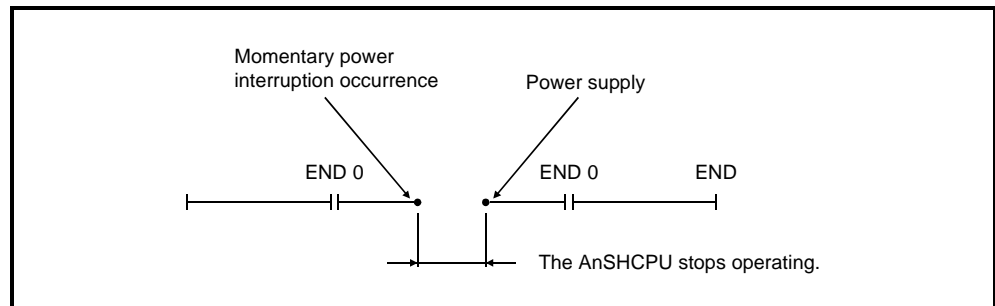 Momentary power
interruption occurrence
Power supply
END 0
END 0
END
The AnSHCPU stops operating.